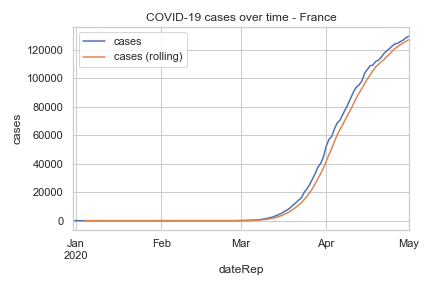 COVID-19 cases over time - France
cases
cases (rolling)
120000
100000
80000
60000
40000
20000
0
cases
Jan
2020
Feb
Mar
Apr
May
dateRep